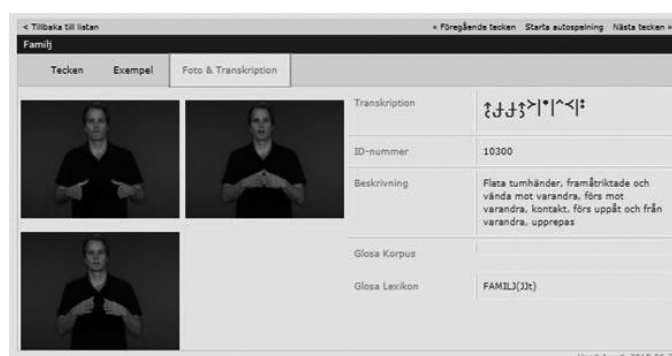 < Tillbaka till listan
« Föregående tecken Starta autospelning Nästa tecken »
Familj
Tecken Exempel Foto & Transkription
Transkription
ID-nummer 10300
Beskrivning Flata tumhänder, framåtriktade och
vända mot varandra, förs mot
varandra, kontakt, förs uppåt och från
varandra, upprepas
Glosa Korpus
Glosa Lexikon FAMILJ(JJt)